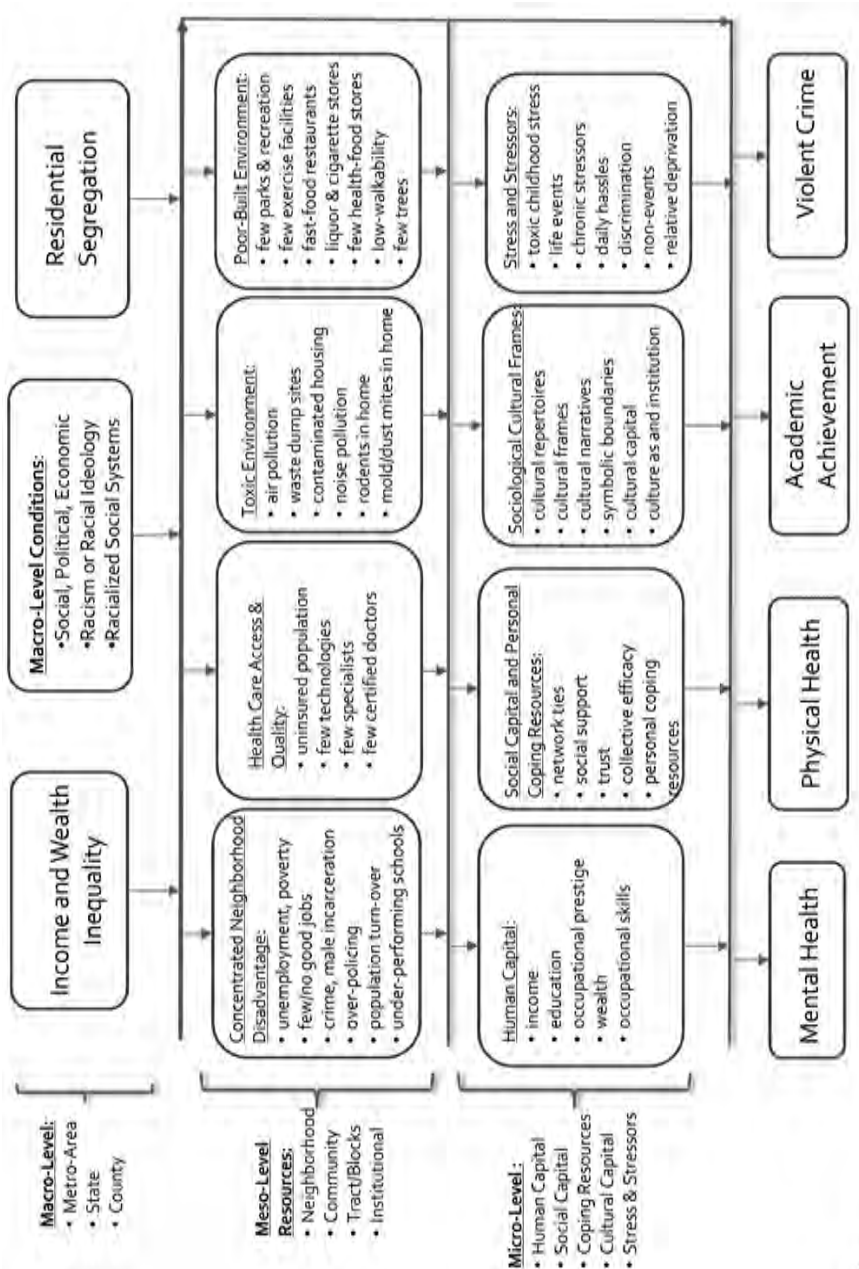 Macro-Level:
• Metro-Area
• State
• County
Income and Wealth
Inequality
Macro-Level Conditions:
•Social, Political, Economic
•Racism or Racial Ideology
•Racialized Social Systems
Residential
Segregation
Meso-Level
Resources:
• Neighborhood
• Community
• Tract/Blocks
• Institutional
Concentrated Neighborhood
Disadvantage:
• unemployment, poverty
• few/no good jobs
• crime, male incarceration
• over-policing
• population turn-over
• under-performing schools
Health Care Access &
Quality:
• uninsured population
• few technologies
• few specialists
• few certified doctors
Toxic Environment:
• air pollution
• waste dump sites
• contaminated housing
• noise pollution
• rodents in home
• mold/dust mites in home
Poor-Built Environment:
• few parks & recreation
• few exercise facilities
• fast-food restaurants
• liquor & cigarette stores
• few health-food stores
• low-walkability
• few trees
Micro-Level:
• Human Capital
• Social Capital
• Coping Resources
• Cultural Capital
• Stress & Stressors
Human Capital:
• income
• education
• occupational prestige
• wealth
• occupational skills
Social Capital and Personal
Coping Resources:
• network ties
• social support
• trust
• collective efficacy
• personal coping
resources
Sociological Cultural Frames:
• cultural repertoires
• cultural frames
• cultural narratives
• symbolic boundaries
• cultural capital
• culture as and institution
Stress and Stressors:
• toxic childhood stress
• life events
• chronic stressors
• daily hassles
• discrimination
• non-events
• relative deprivation
Mental Health
Physical Health
Academic
Achievement
Violent Crime